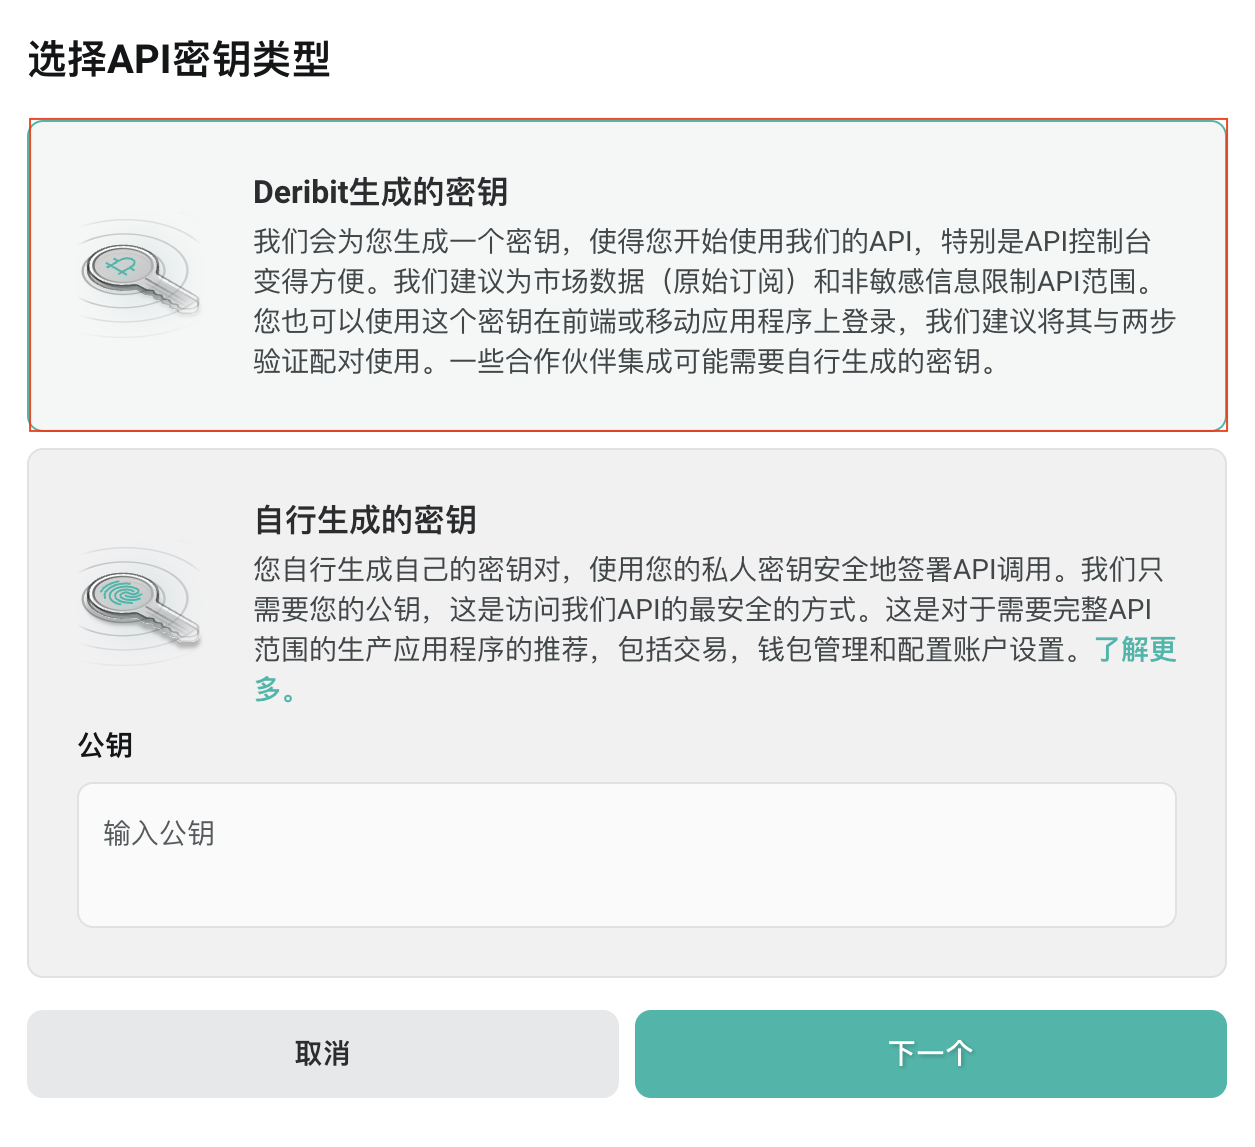 选择API密钥类型
Deribit生成的密钥
我们会为您生成一个密钥，使得您开始使用我们的API，特别是API控制台
变得方便。我们建议为市场数据（原始订阅）和非敏感信息限制API范围。
您也可以使用这个密钥在前端或移动应用程序上登录，我们建议将其与两步
验证配对使用。一些合作伙伴集成可能需要自行生成的密钥。
自行生成的密钥
您自行生成自己的密钥对，使用您的私人密钥安全地签署API调用。我们只
需要您的公钥，这是访问我们API的最安全的方式。这是对于需要完整API
范围的生产应用程序的推荐，包括交易，钱包管理和配置账户设置。了解更
多。
公钥
输入公钥
取消
下一个